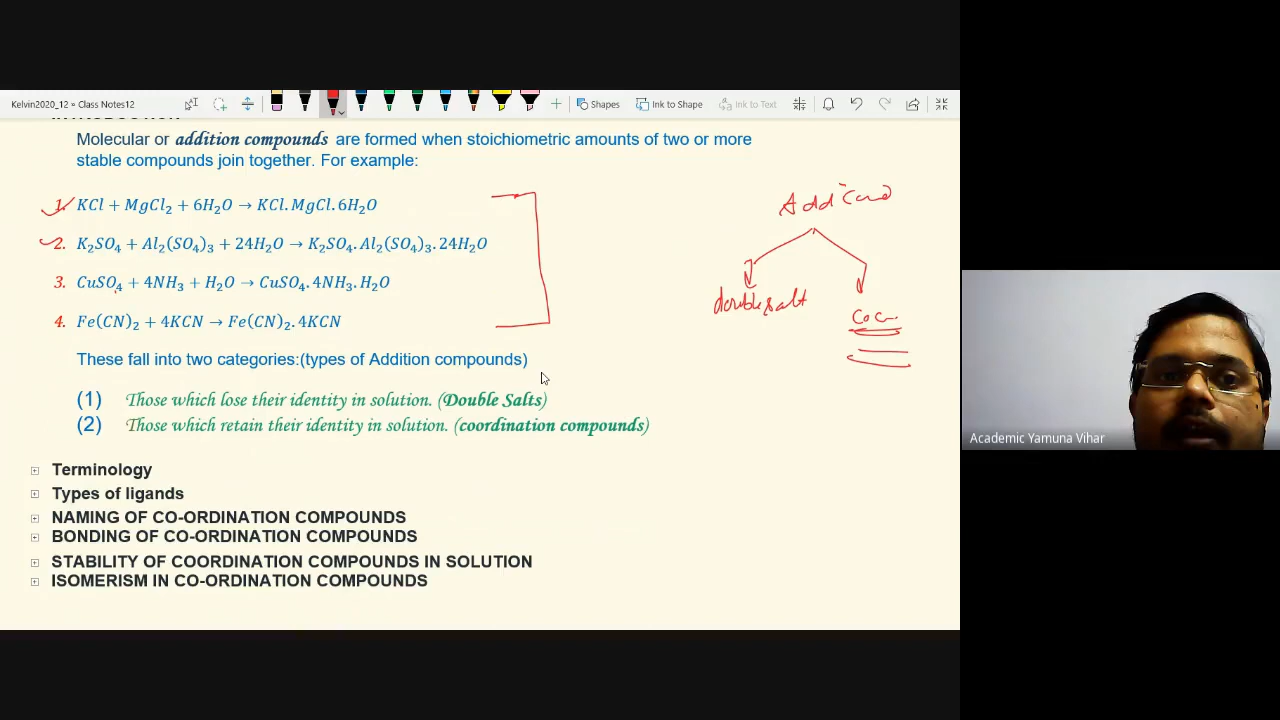 Kelvin2020_12 » Class Notes12
Shapes
Ink to Shape
Ink to Text
INTRODUCTION
Molecular or addition compounds are formed when stoichiometric amounts of two or more
stable compounds join together. For example:
1. KCl + MgCl₂ + 6H₂O → KCl.MgCl.6H₂O
2. K₂SO₄ + Al₂(SO₄)₃ + 24H₂O → K₂SO₄.Al₂(SO₄)₃.24H₂O
3. CuSO₄ + 4NH₃ + H₂O → CuSO₄.4NH₃.H₂O
4. Fe(CN)₂ + 4KCN → Fe(CN)₂.4KCN
These fall into two categories:(types of Addition compounds)
(1) Those which lose their identity in solution. (Double Salts)
(2) Those which retain their identity in solution. (coordination compounds)
double salt
Terminology
Types of ligands
NAMING OF CO-ORDINATION COMPOUNDS
BONDING OF CO-ORDINATION COMPOUNDS
STABILITY OF COORDINATION COMPOUNDS IN SOLUTION
ISOMERISM IN CO-ORDINATION COMPOUNDS
Academic Yamuna Vihar